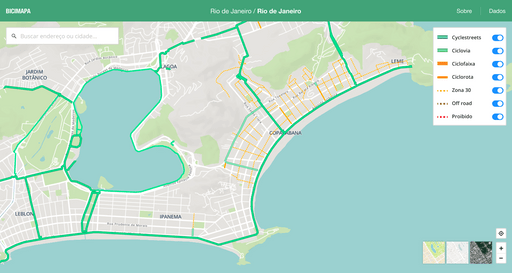 BICIMAPA
Rio de Janeiro / Rio de Janeiro
Sobre
Dados
Buscar endereço ou cidade ...
Cyclestreets
Ciclovia
Ciclofaixa
Ciclorota
Zona 30
Off road
Proibido
LEME
LAGOA
JARDIM
BOTÂNICO
COPACABANA
LEBLON
IPANEMA